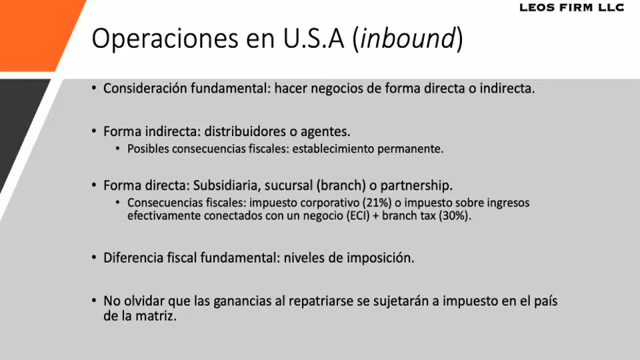 LEOS FIRM LLC
Operaciones en U.S.A (inbound)
• Consideración fundamental: hacer negocios de forma directa o indirecta.
• Forma indirecta: distribuidores o agentes.
• Posibles consecuencias fiscales: establecimiento permanente.
• Forma directa: Subsidiaria, sucursal (branch) o partnership.
• Consecuencias fiscales: impuesto corporativo (21%) o impuesto sobre ingresos
efectivamente conectados con un negocio (ECI) + branch tax (30%).
• Diferencia fiscal fundamental: niveles de imposición.
• No olvidar que las ganancias al repatriarse se sujetarán a impuesto en el país
de la matriz.